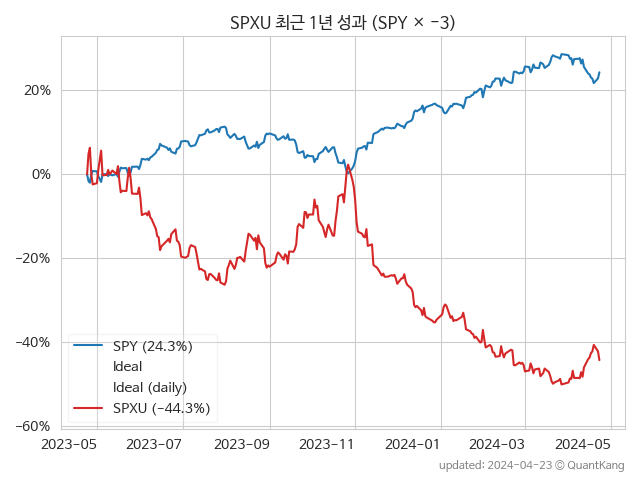 SPXU 최근 1년 성과 (SPY × −3)
20%
0%
−20%
−40%
−60%
SPY (24.3%)
Ideal
Ideal (daily)
SPXU (−44.3%)
2023-05 2023-07 2023-09 2023-11 2024-01 2024-03 2024-05
updated: 2024-04-23 ⓒ QuantKang